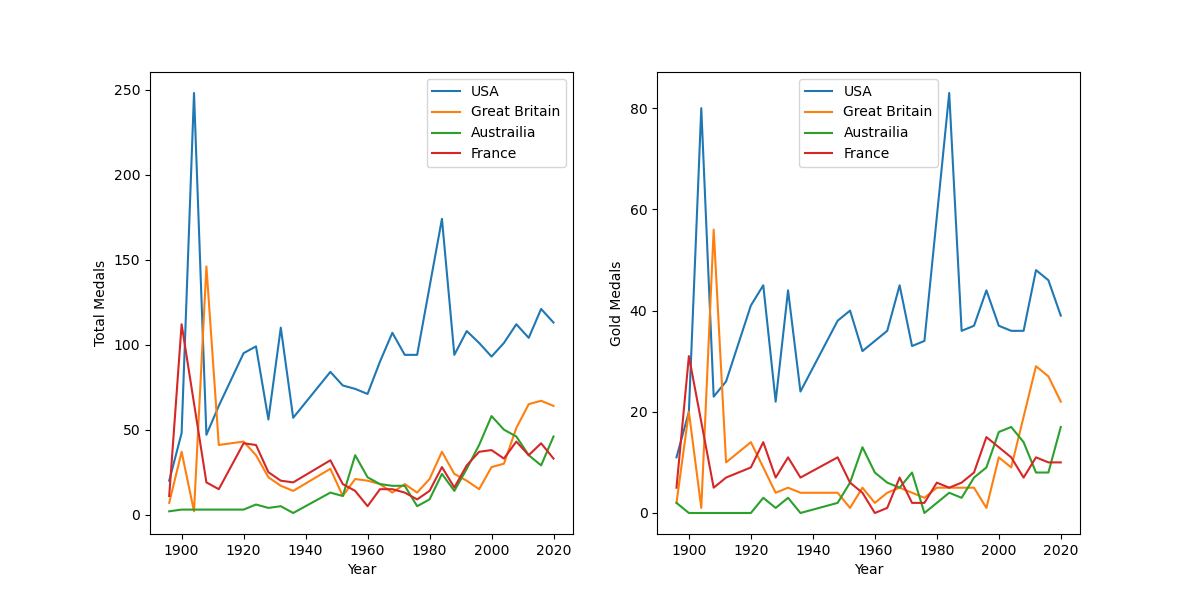 USA
Great Britain
Austrailia
France
250
200
150
100
50
0
Total Medals
1900 1920 1940 1960 1980 2000 2020
Year
USA
Great Britain
Austrailia
France
80
60
40
20
0
Gold Medals
1900 1920 1940 1960 1980 2000 2020
Year